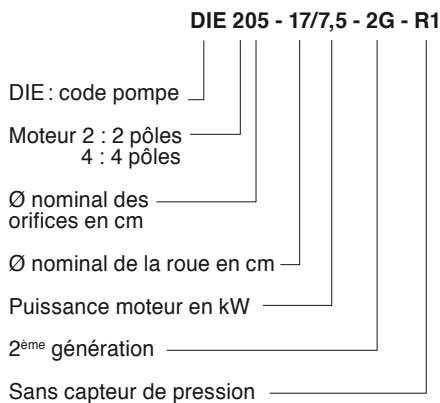 DIE 205 - 17/7,5 - 2G - R1
DIE : code pompe
Moteur 2 : 2 pôles
4 : 4 pôles
Ø nominal des
orifices en cm
Ø nominal de la roue en cm
Puissance moteur en kW
2ème génération
Sans capteur de pression